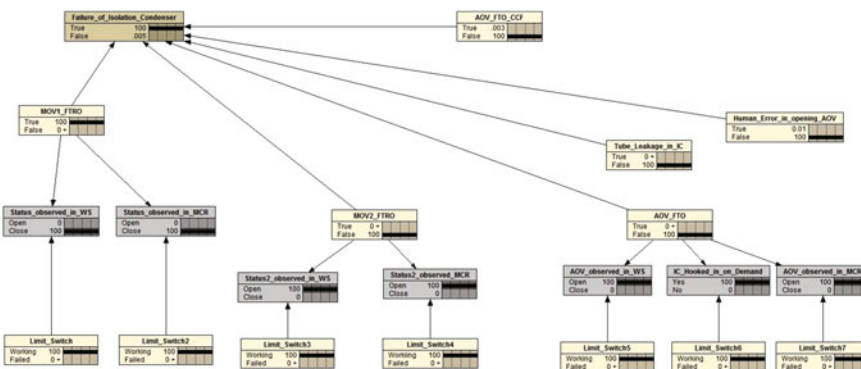 Failure_of_Isolation_Condenser
True 100
False .005
AOV_FTO_CCF
True .003
False 100
MOV1_FTRO
True 100
False 0 +
Human_Error_in_opening_AOV
True 0.01
False 100
Tube_Leakage_in_IC
True 0 +
False 100
Status_observed_in_WS
Open 0
Close 100
Status_observed_in_MCR
Open 0
Close 100
MOV2_FTRO
True 0 +
False 100
AOV_FTO
True 0 +
False 100
Status2_observed_in_WS
Open 100
Close 0
Status2_observed_MCR
Open 100
Close 0
AOV_observed_in_WS
Open 100
Close 0
IC_Hooked_in_on_Demand
Yes 100
No 0
AOV_observed_in_MCR
Open 100
Close 0
Limit_Switch
Working 100
Failed 0 +
Limit_Switch2
Working 100
Failed 0 +
Limit_Switch3
Working 100
Failed 0 +
Limit_Switch4
Working 100
Failed 0 +
Limit_Switch5
Working 100
Failed 0 +
Limit_Switch6
Working 100
Failed 0 +
Limit_Switch7
Working 100
Failed 0 +